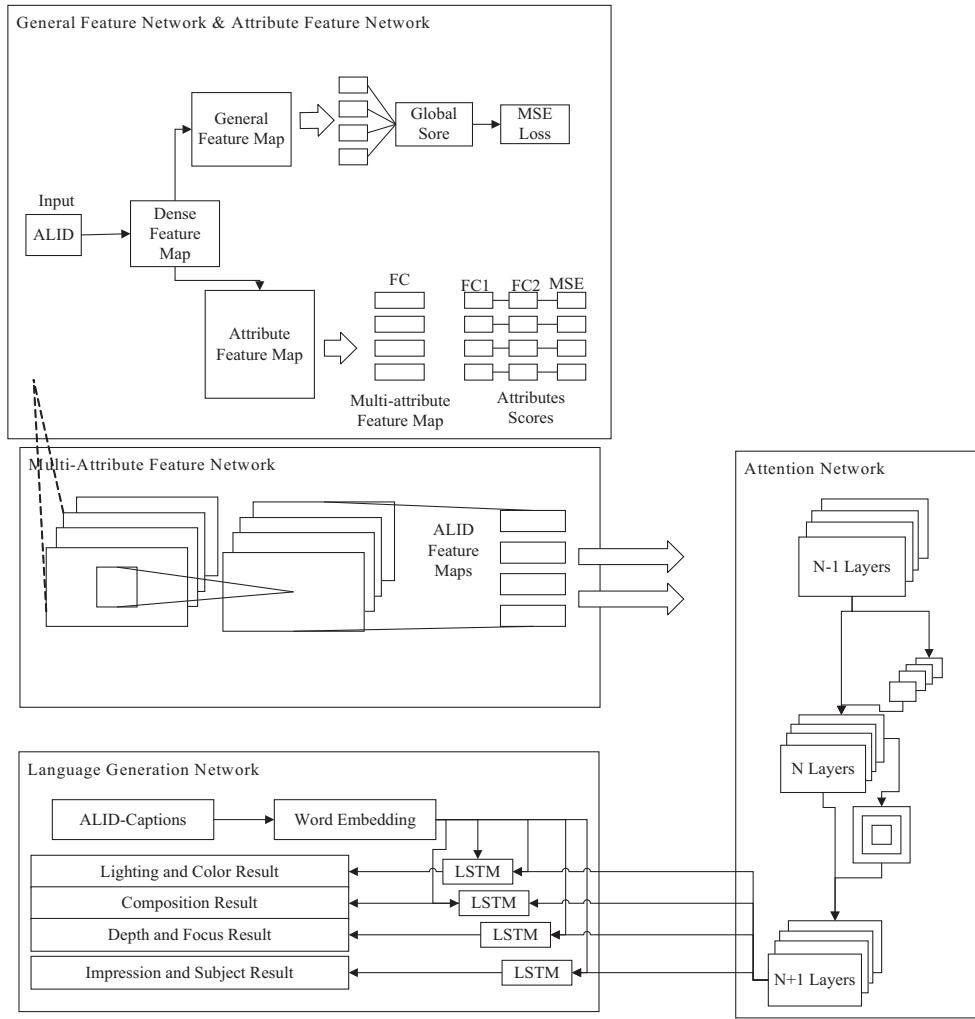 General Feature Network & Attribute Feature Network
General
Feature Map
Global
Sore
MSE
Loss
Input
ALID
Dense
Feature
Map
Attribute
Feature Map
FC
Multi-attribute
Feature Map
FC1
FC2
MSE
Attributes
Scores
Multi-Attribute Feature Network
ALID
Feature
Maps
Attention Network
N-1 Layers
N Layers
N+1 Layers
Language Generation Network
ALID-Captions
Word Embedding
Lighting and Color Result
LSTM
Composition Result
LSTM
Depth and Focus Result
LSTM
Impression and Subject Result
LSTM